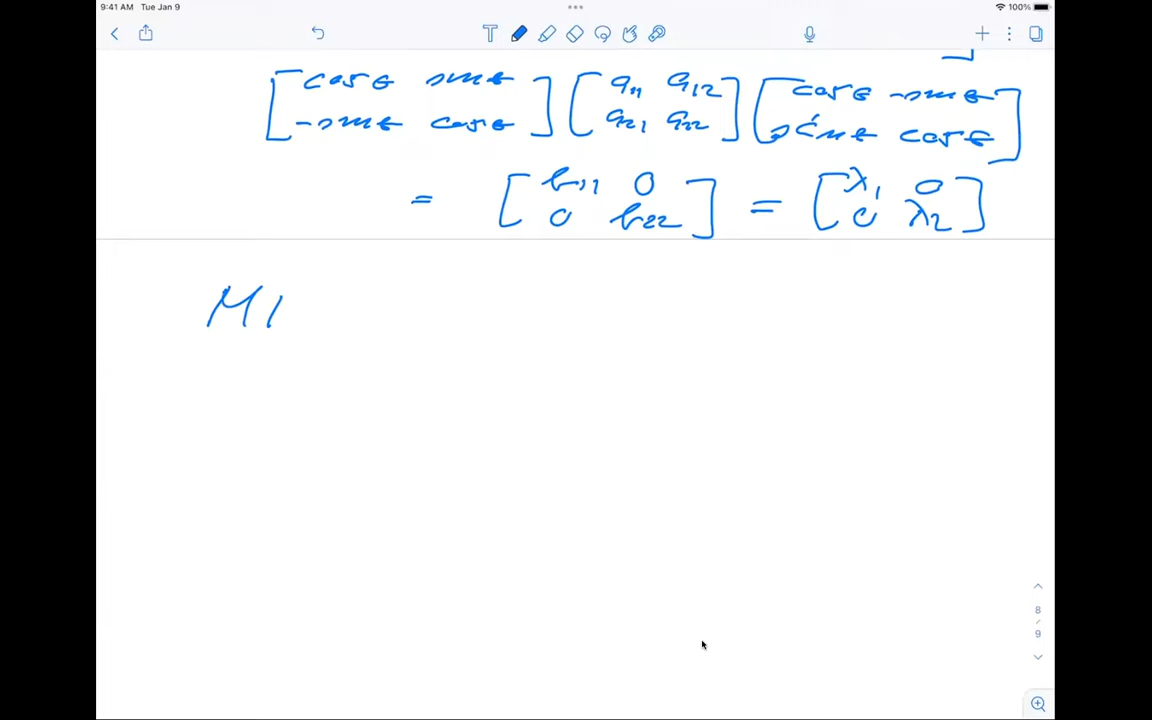 9:41 AM Tue Jan 9
100%
T
[cosθ sinθ; -sinθ cosθ] [a₁₁ a₁₂; a₂₁ a₂₂] [cosθ -sinθ; sinθ cosθ]
= [b₁₁ 0; 0 b₂₂] = [λ₁ 0; 0 λ₂]
8
9